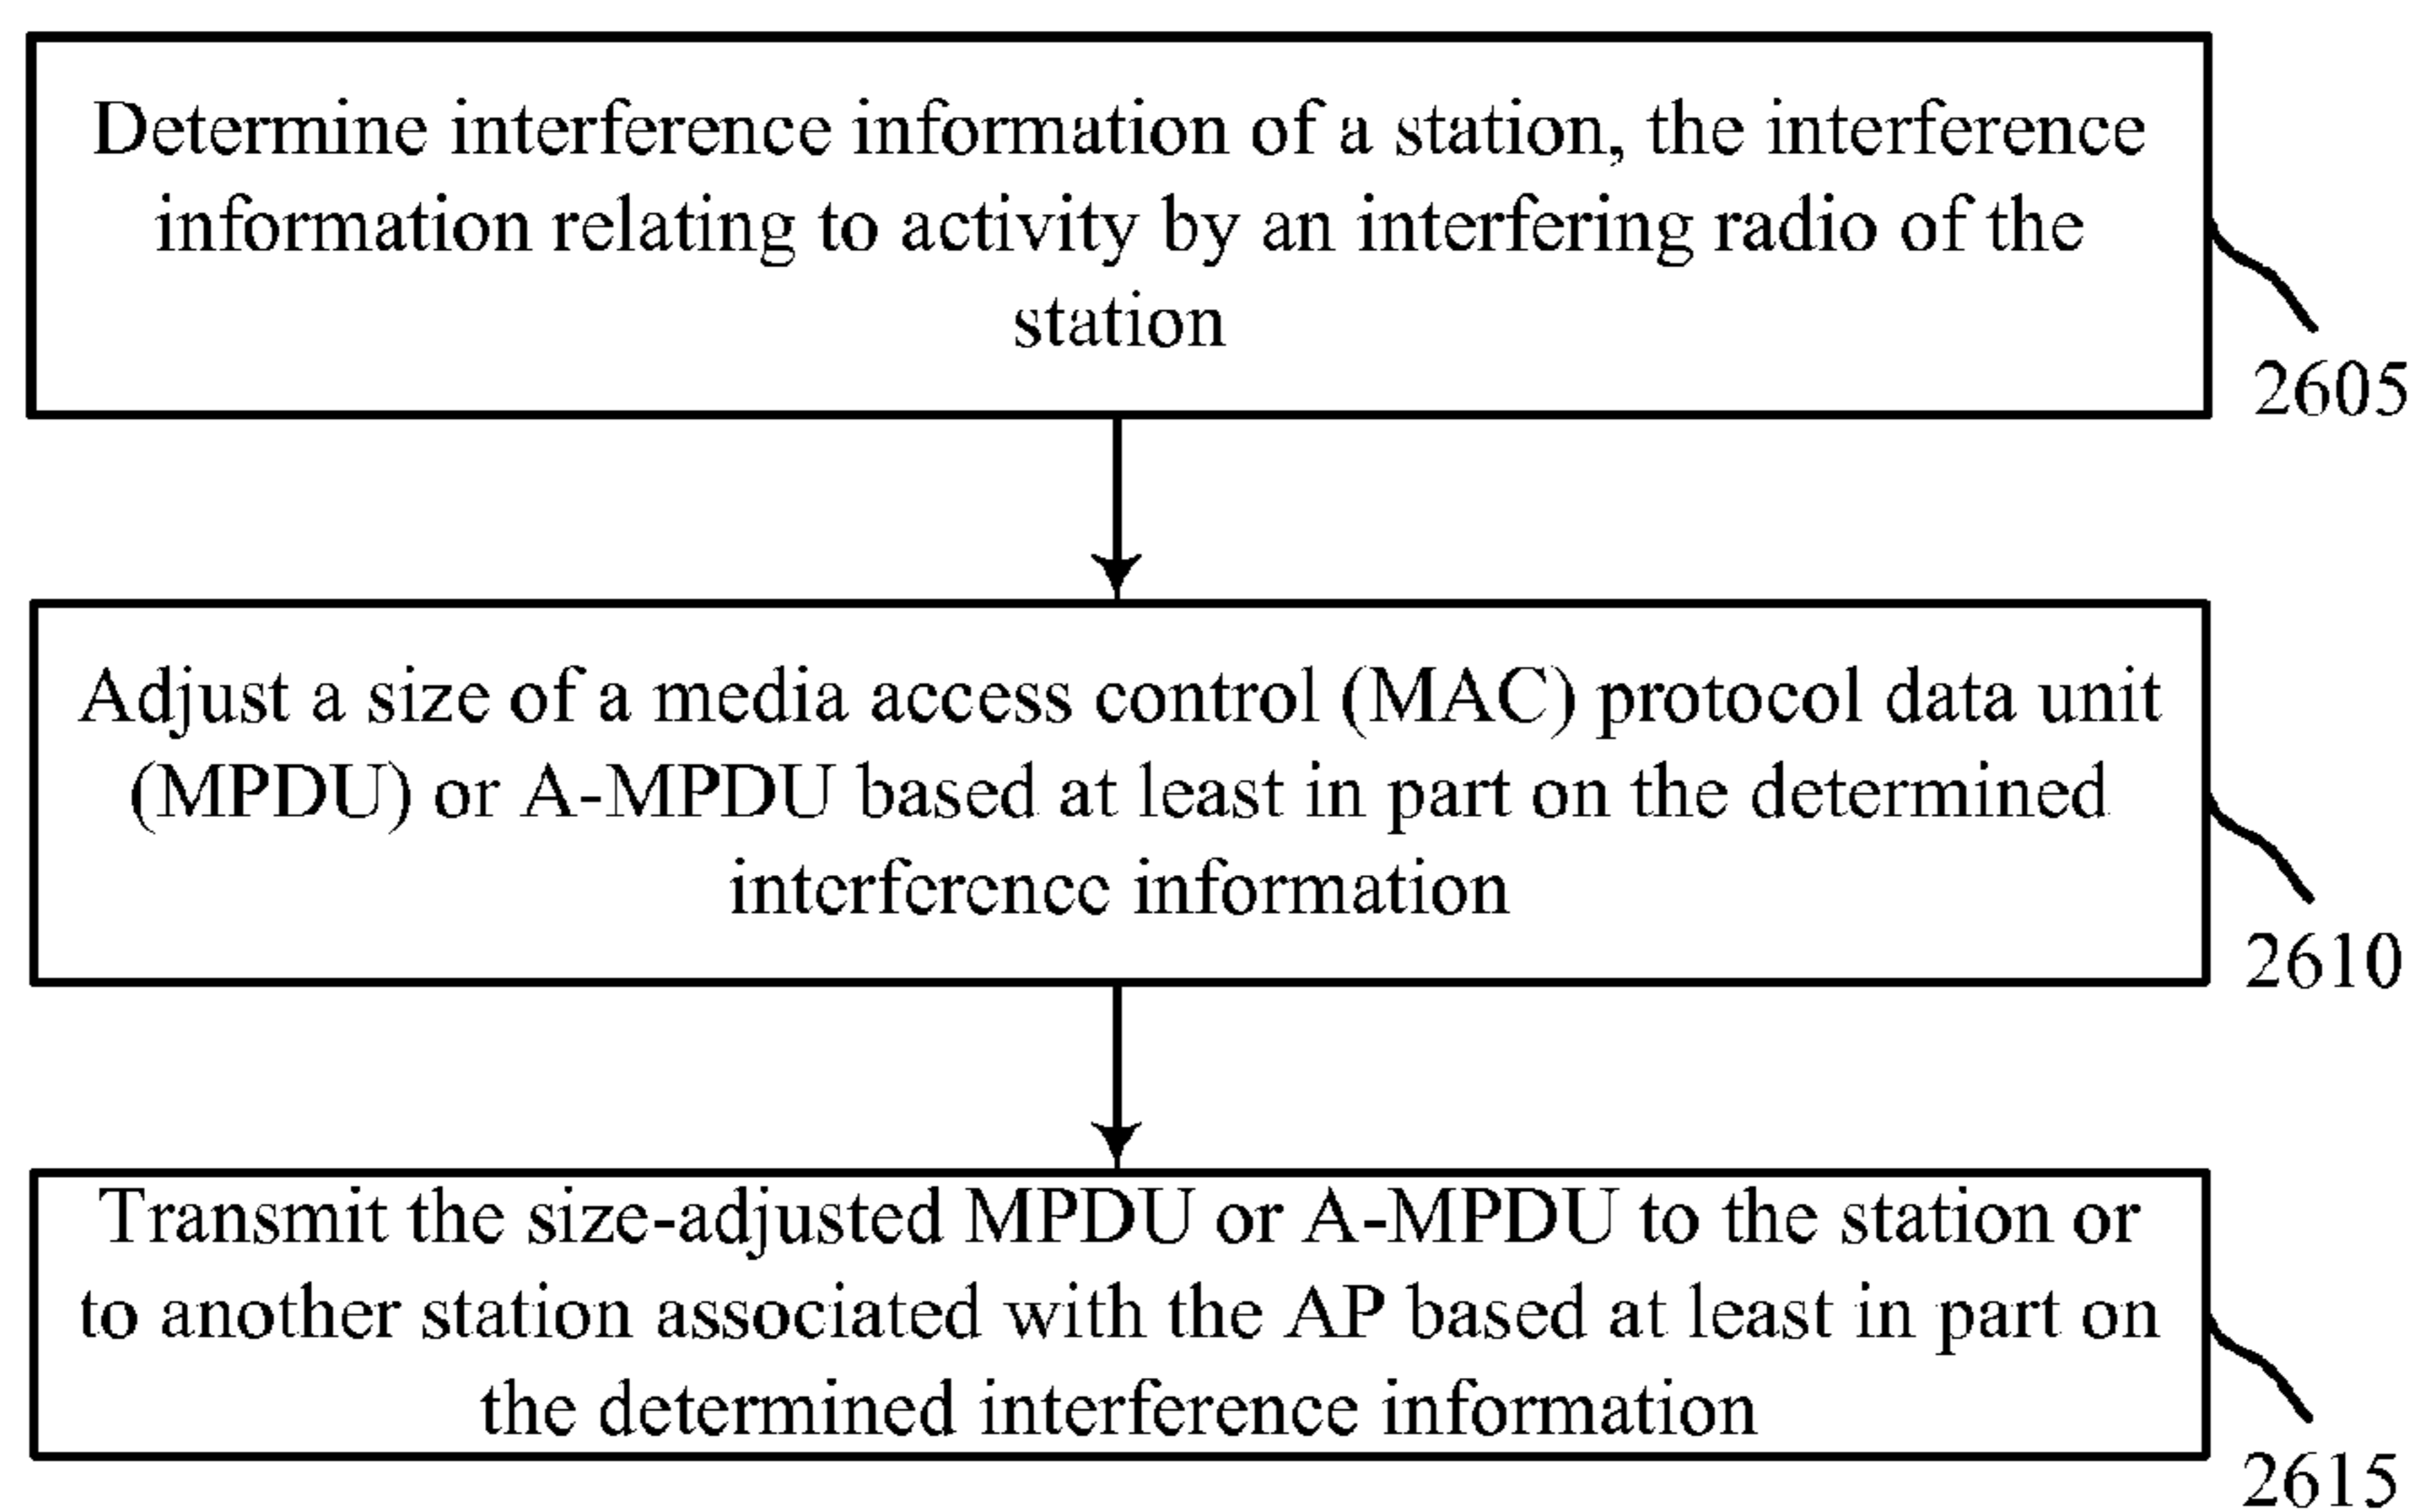 Determine interference information of a station, the interference
information relating to activity by an interfering radio of the
station
2605
Adjust a size of a media access control (MAC) protocol data unit
(MPDU) or A-MPDU based at least in part on the determined
interference information
2610
Transmit the size-adjusted MPDU or A-MPDU to the station or
to another station associated with the AP based at least in part on
the determined interference information
2615